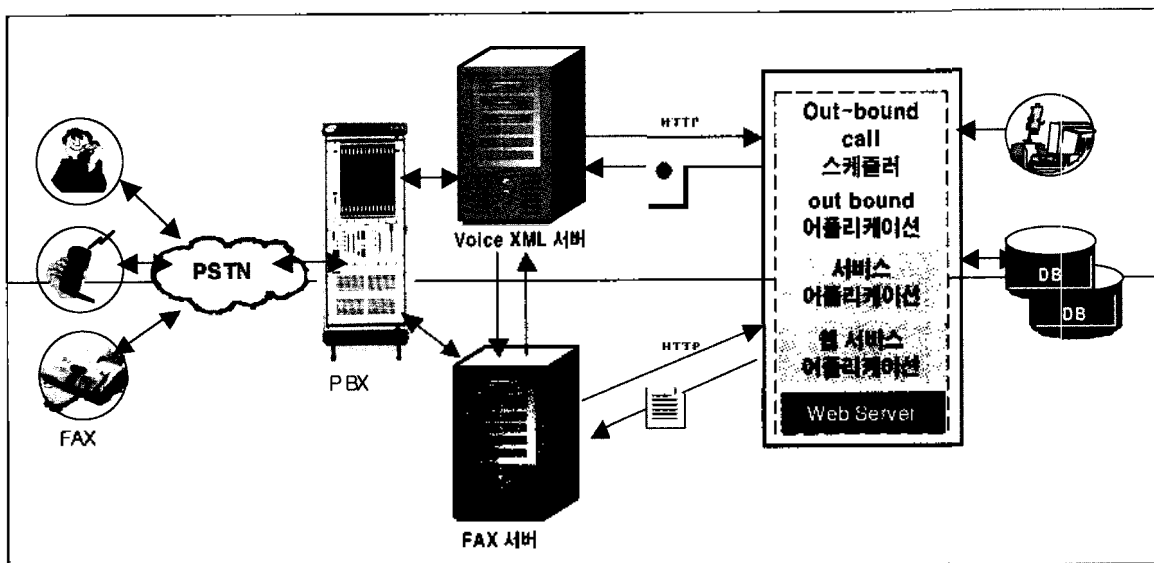 PSTN
FAX
PBX
Voice XML 서버
FAX 서버
HTTP
HTTP
Out-bound
call
스케쥴러
out bound
어플리케이션
서비스
어플리케이션
웹 서비스
어플리케이션
Web Server
DB
DB